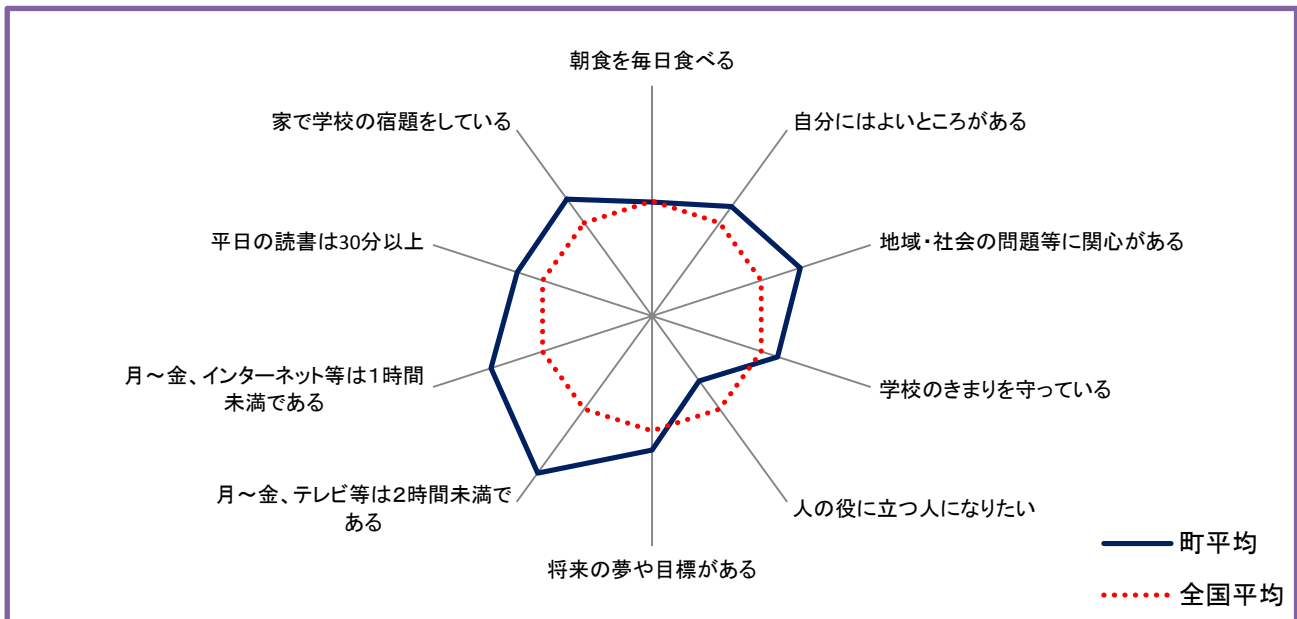 朝食を毎日食べる
自分にはよいところがある
地域・社会の問題等に関心がある
学校のきまりを守っている
人の役に立つ人になりたい
将来の夢や目標がある
月～金、テレビ等は２時間未満で
ある
月～金、インターネット等は１時間
未満である
平日の読書は30分以上
家で学校の宿題をしている
町平均
全国平均